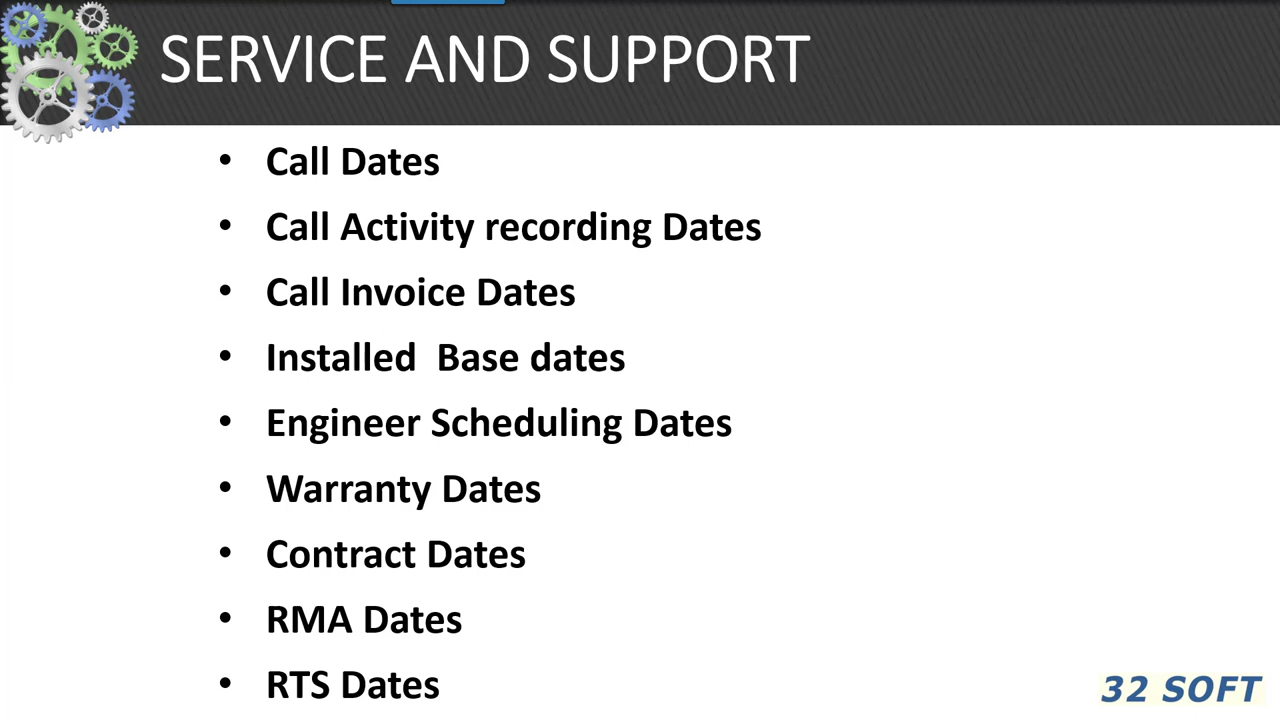 SERVICE AND SUPPORT
• Call Dates
• Call Activity recording Dates
• Call Invoice Dates
• Installed  Base dates
• Engineer Scheduling Dates
• Warranty Dates
• Contract Dates
• RMA Dates
• RTS Dates
32 SOFT